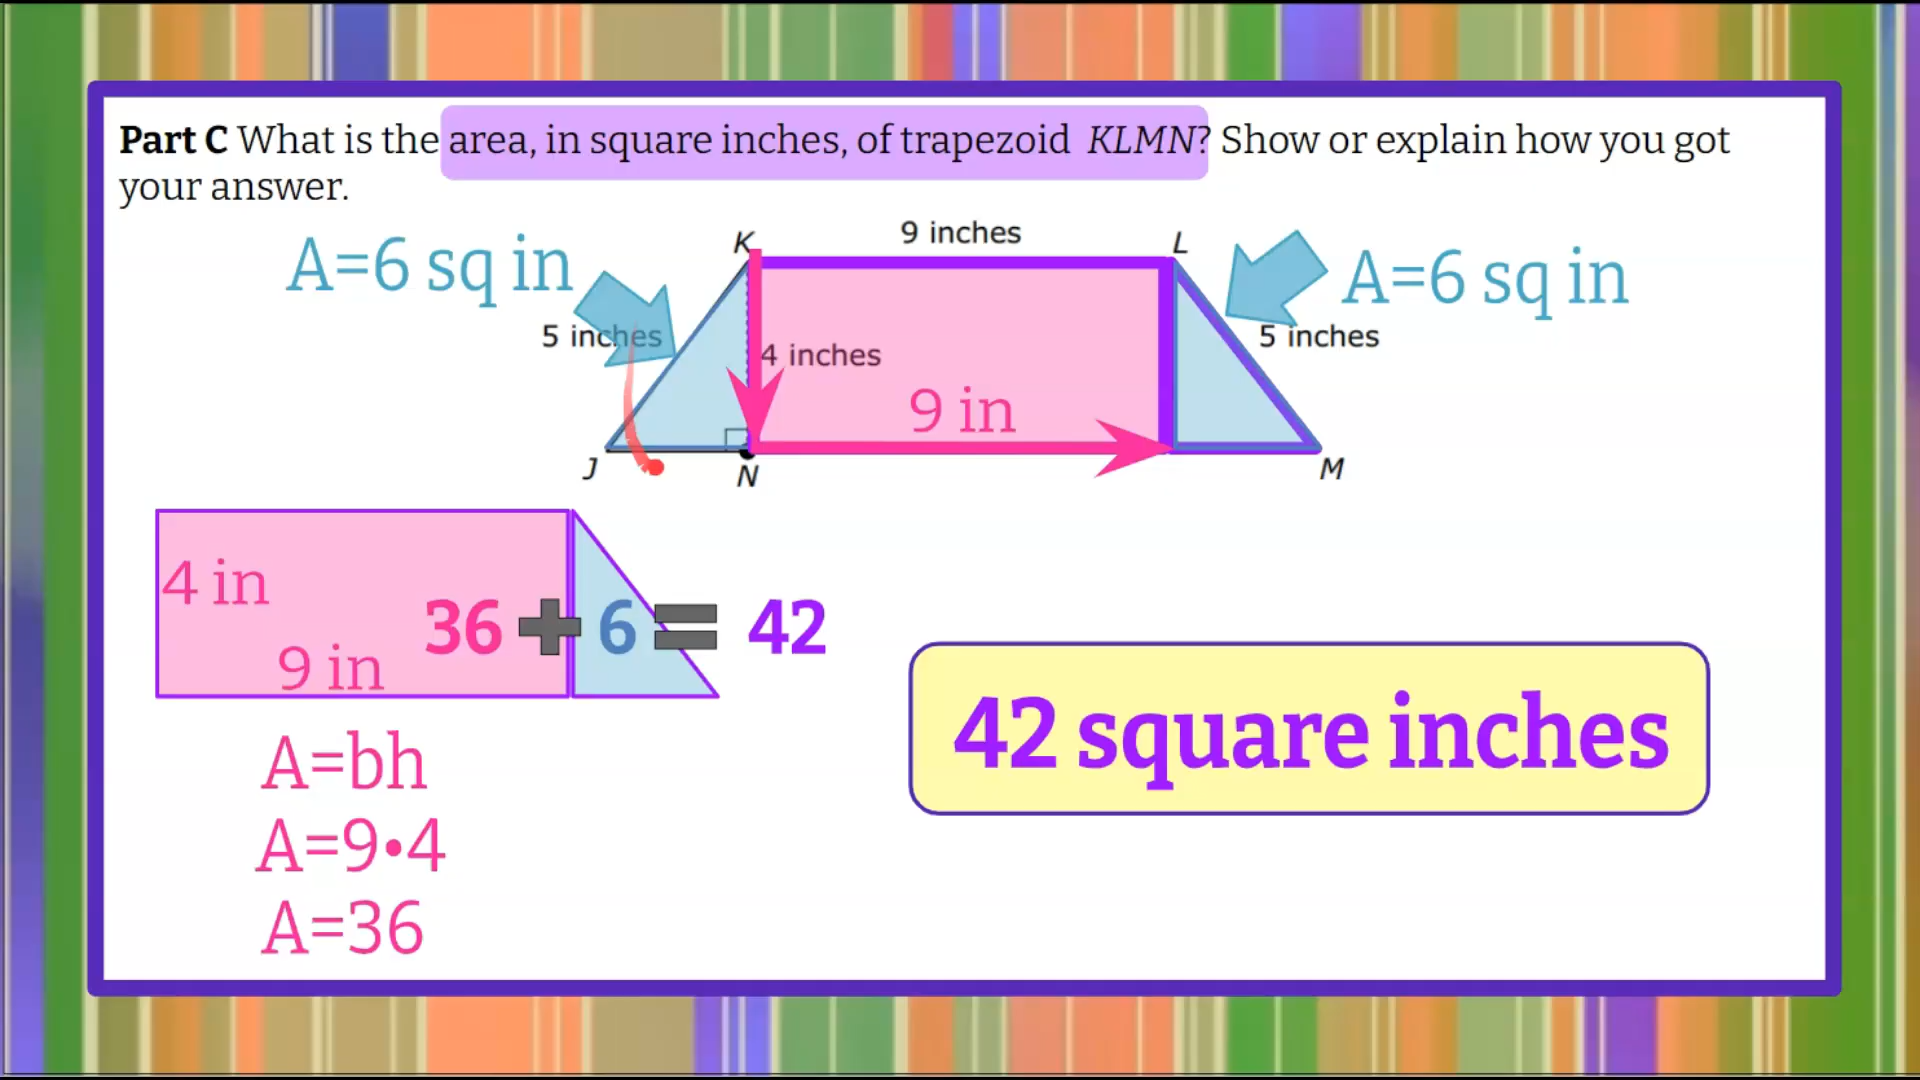 Part C What is the area, in square inches, of trapezoid KLMN? Show or explain how you got
your answer.
A=6 sq in
K
9 inches
L
A=6 sq in
5 inches
4 inches
5 inches
9 in
J
N
M
4 in
36 + 6 = 42
9 in
42 square inches
A=bh
A=9•4
A=36